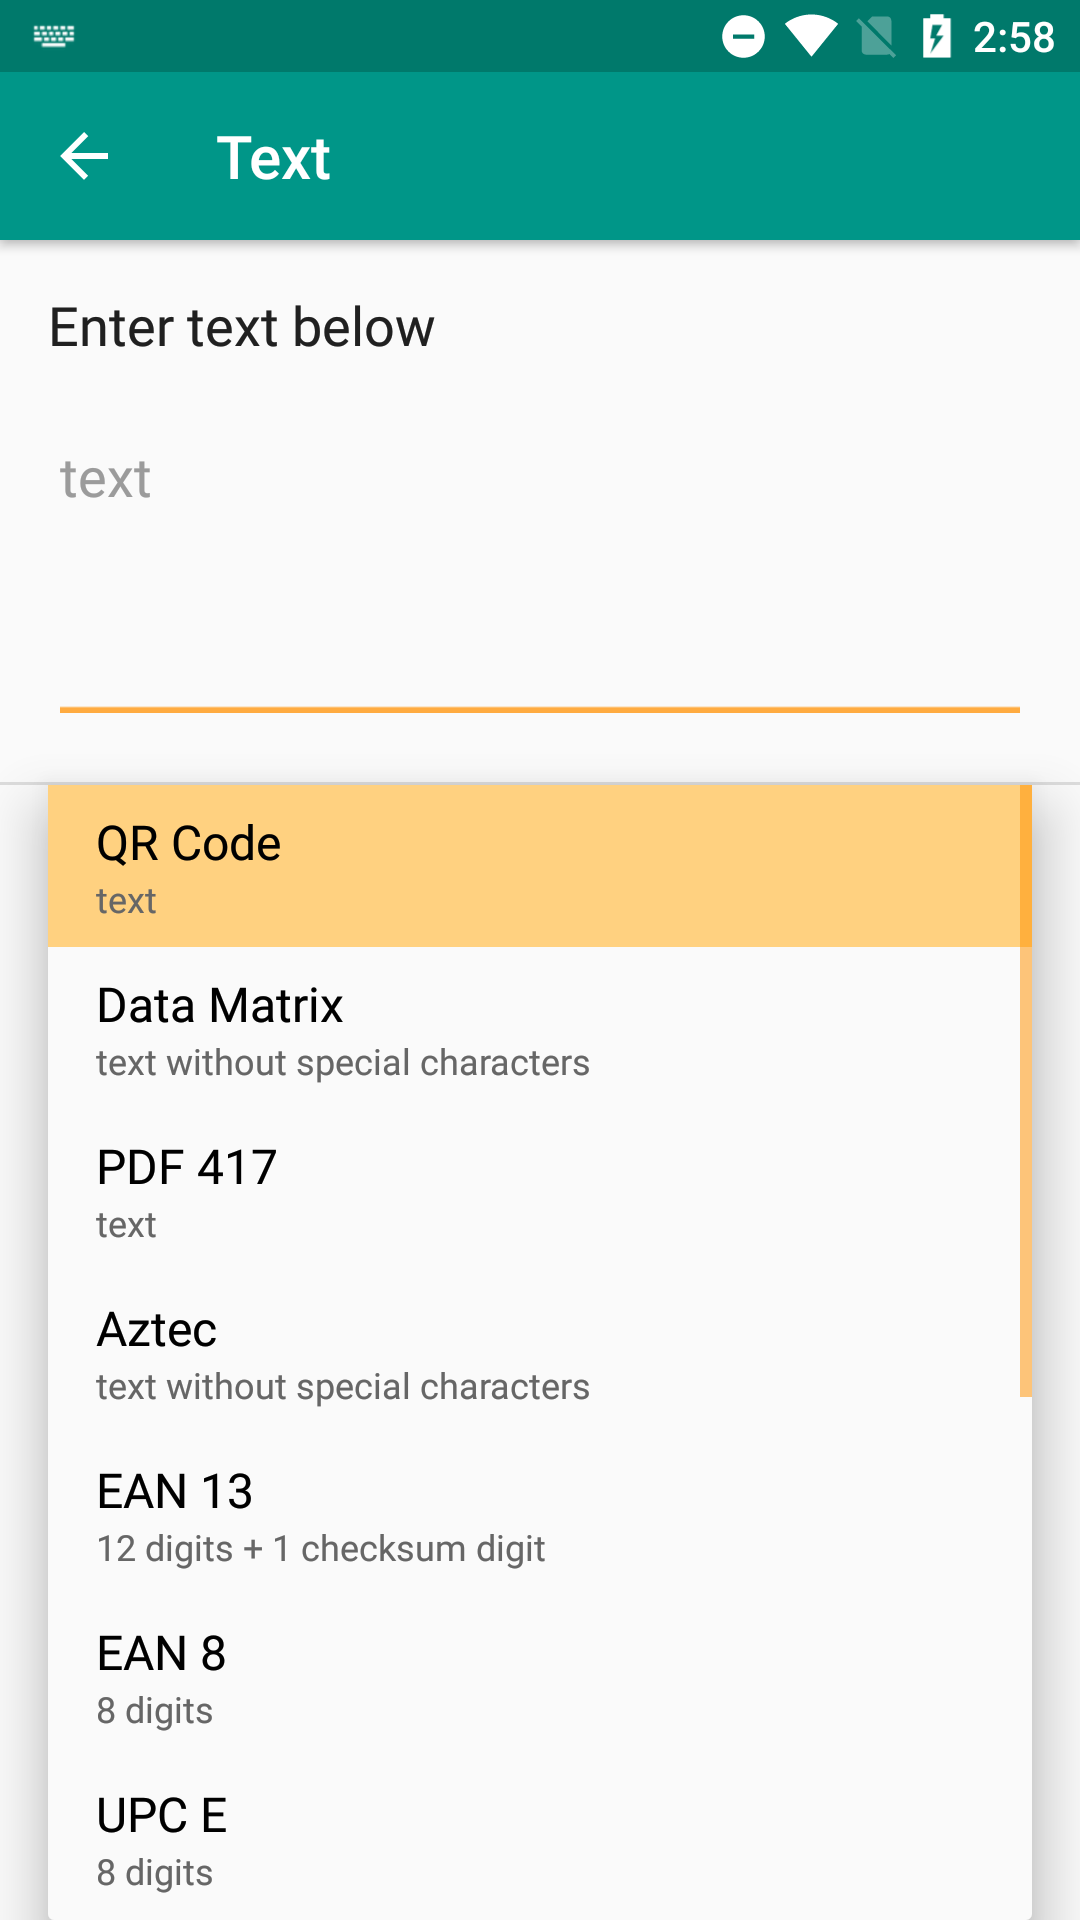 2:58
Text
Enter text below
text
QR Code
text
Data Matrix
text without special characters
PDF 417
text
Aztec
text without special characters
EAN 13
12 digits + 1 checksum digit
EAN 8
8 digits
UPC E
8 digits